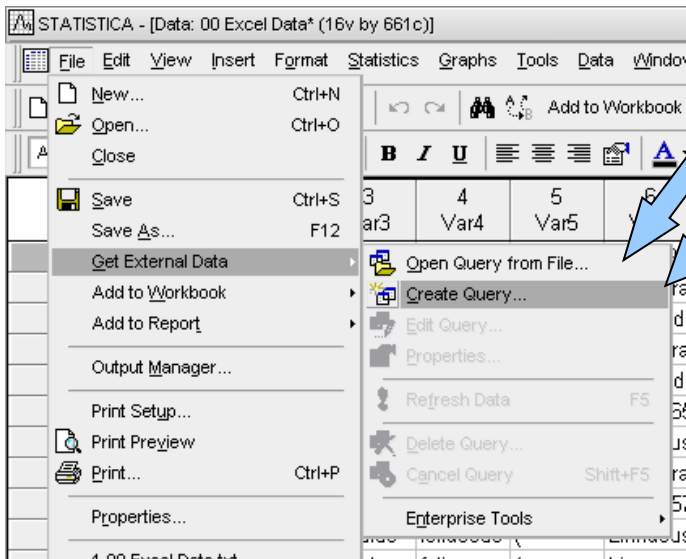 STATISTICA - [Data: 00 Excel Data* (16v by 661c)]
File Edit View Insert Format Statistics Graphs Tools Data Window
Add to Workbook
B I U A
New... Ctrl+N
Open... Ctrl+O
Close
Save Ctrl+S
Save As... F12
Get External Data
Add to Workbook
Add to Report
Output Manager...
Print Setup...
Print Preview
Print... Ctrl+P
Properties...
3 4 5 6
ar3 Var4 Var5
Open Query from File...
Create Query...
Edit Query...
Properties...
Refresh Data F5
Delete Query...
Cancel Query Shift+F5
Enterprise Tools